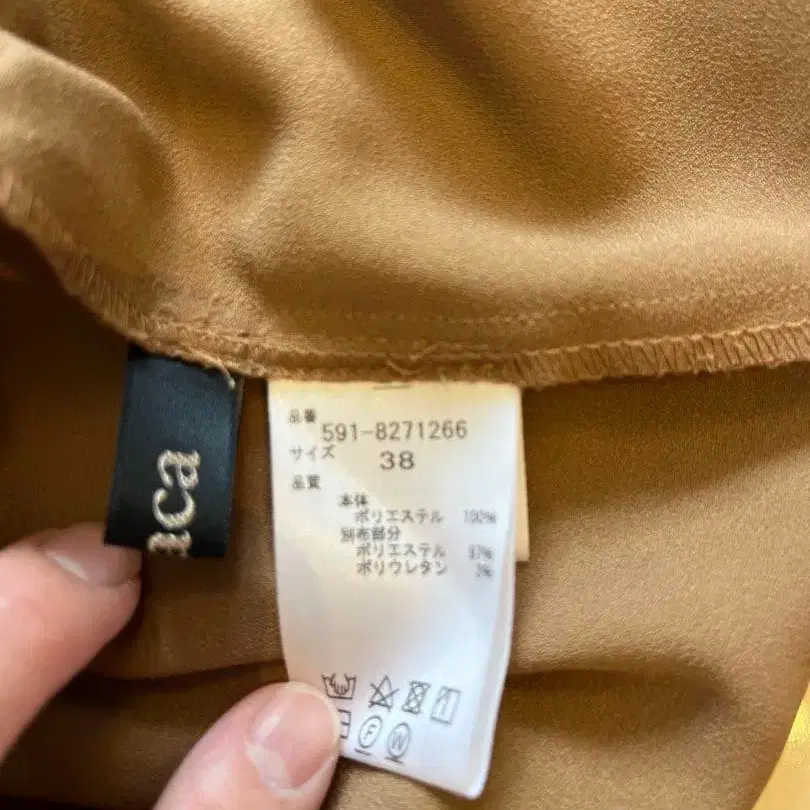 ca
品番
591-8271266
サイズ 38
品質
本体
ポリエステル 100%
別布部分
ポリエステル 97%
ポリウレタン 3%
F
W